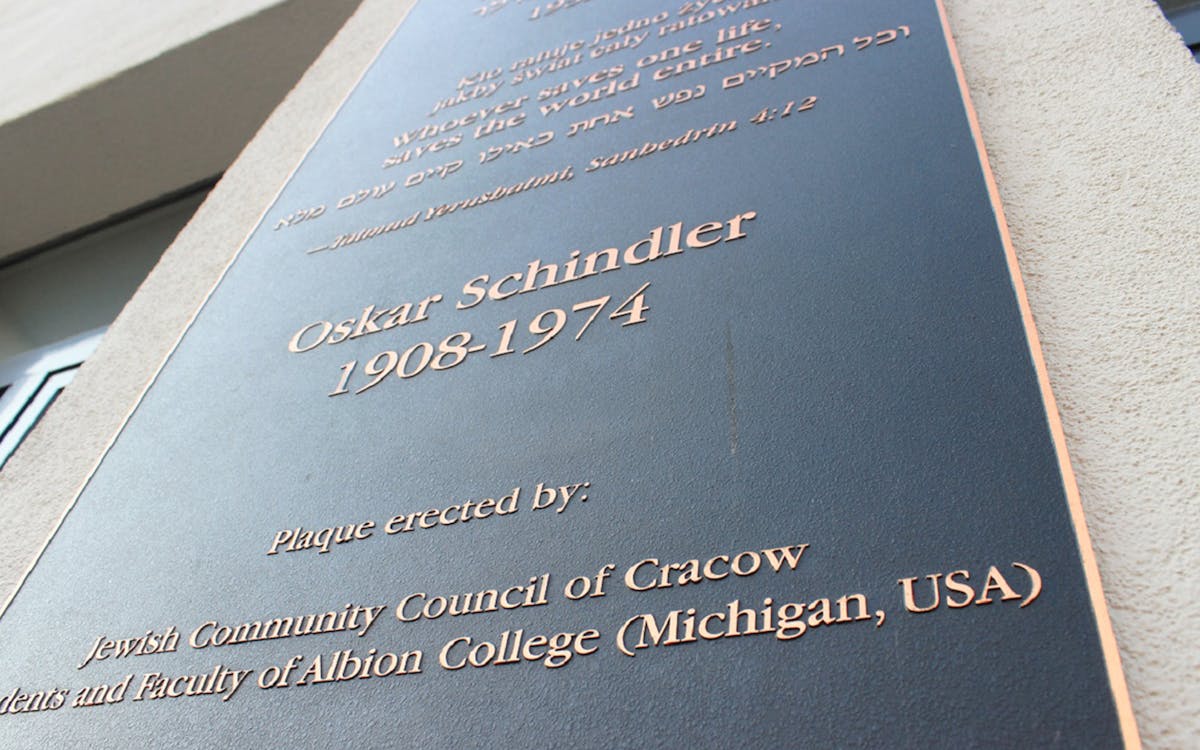 Kto ratuje jedno życie,
jakby świat cały ratował
Whoever saves one life,
saves the world entire.
וכל המקיים נפש אחת כאילו קיים עולם מלא
—Talmud Yerushalmi, Sanhedrin 4:12
Oskar Schindler
1908-1974
Plaque erected by:
Jewish Community Council of Cracow
dents and Faculty of Albion College (Michigan, USA)